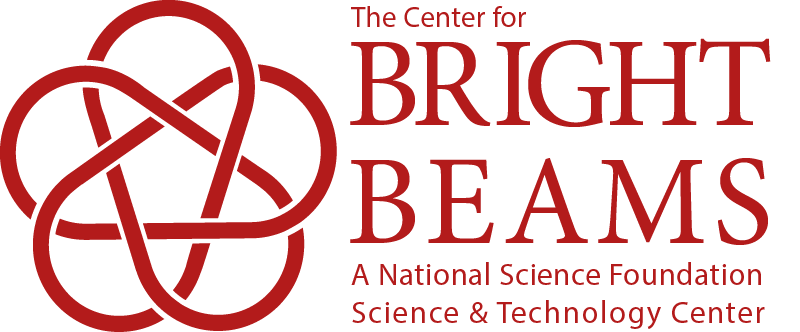 The Center for
BRIGHT
BEAMS
A National Science Foundation
Science & Technology Center